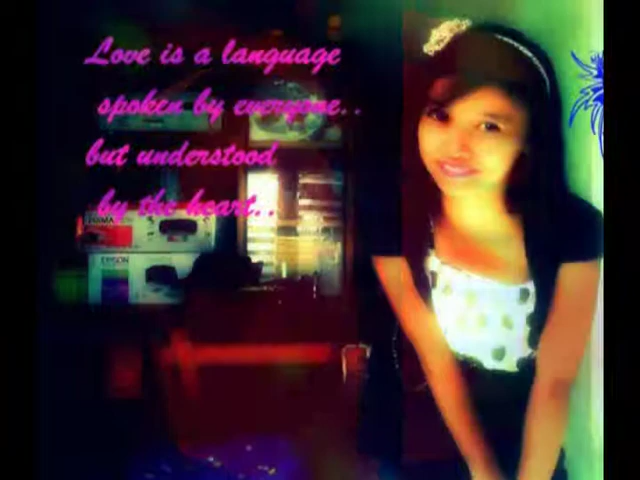 Love is a language
spoken by everyone..
but understood
by the heart..
EPSON